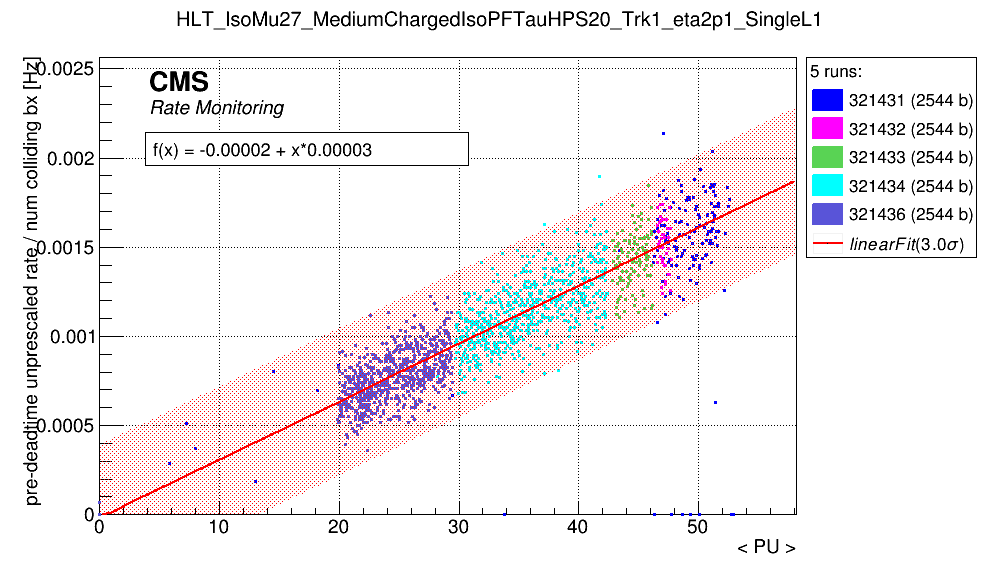 HLT_IsoMu27_MediumChargedIsoPFTauHPS20_Trk1_eta2p1_SingleL1
pre-deadtime unprescaled rate / num colliding bx [Hz]
0.0025
0.002
0.0015
0.001
0.0005
0
CMS
Rate Monitoring
f(x) = -0.00002 + x*0.00003
0 10 20 30 40 50
< PU >
5 runs:
321431 (2544 b)
321432 (2544 b)
321433 (2544 b)
321434 (2544 b)
321436 (2544 b)
linearFit(3.0σ)